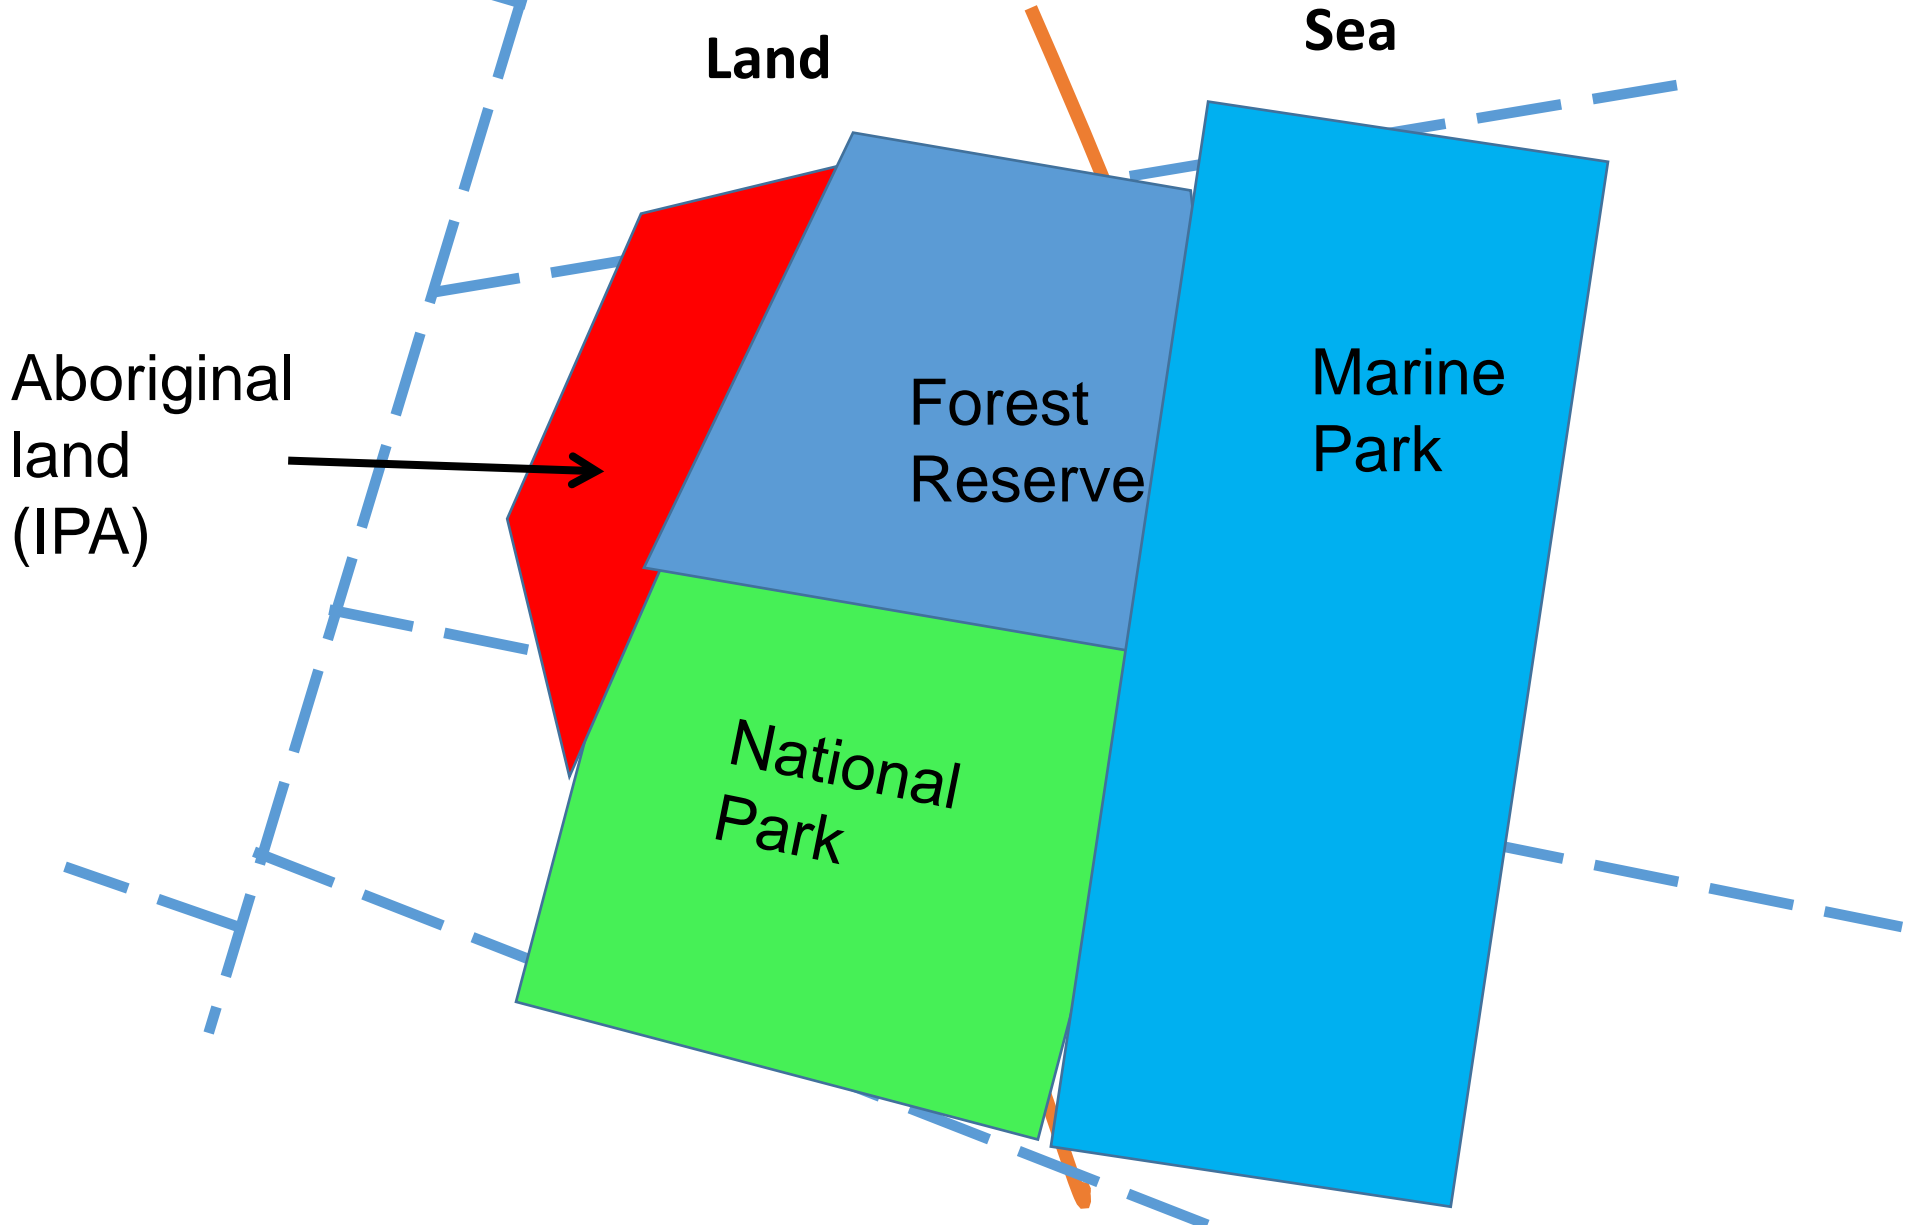 Land
Sea
Aboriginal
land
(IPA)
Forest
Reserve
Marine
Park
National
Park